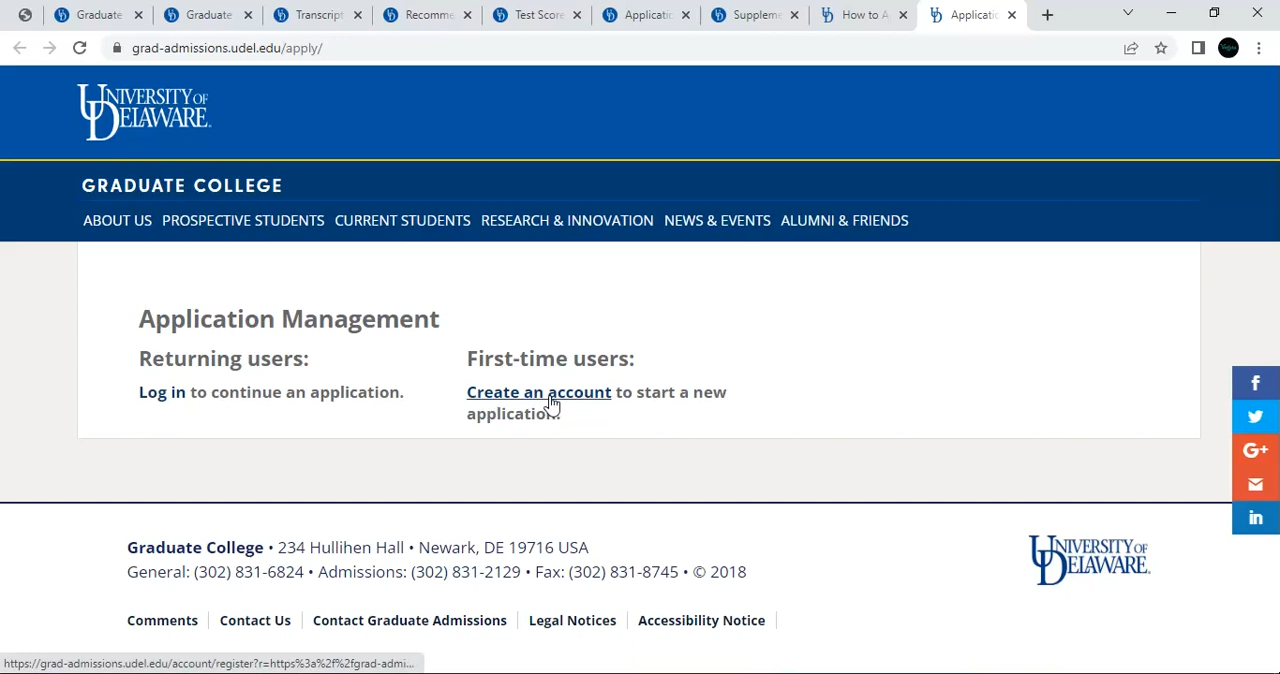 Graduate
Graduate
Transcript
Recomme
Test Score
Applicatio
Suppleme
How to A
Applicatio
grad-admissions.udel.edu/apply/
UNIVERSITY OF
DELAWARE.
GRADUATE COLLEGE
ABOUT US PROSPECTIVE STUDENTS CURRENT STUDENTS RESEARCH & INNOVATION NEWS & EVENTS ALUMNI & FRIENDS
Application Management
Returning users:
Log in to continue an application.
First-time users:
Create an account to start a new
application.
Graduate College • 234 Hullihen Hall • Newark, DE 19716 USA
General: (302) 831-6824 • Admissions: (302) 831-2129 • Fax: (302) 831-8745 • © 2018
UNIVERSITY OF
DELAWARE.
Comments
Contact Us
Contact Graduate Admissions
Legal Notices
Accessibility Notice
https://grad-admissions.udel.edu/account/register?r=https%3a%2f%2fgrad-admi...